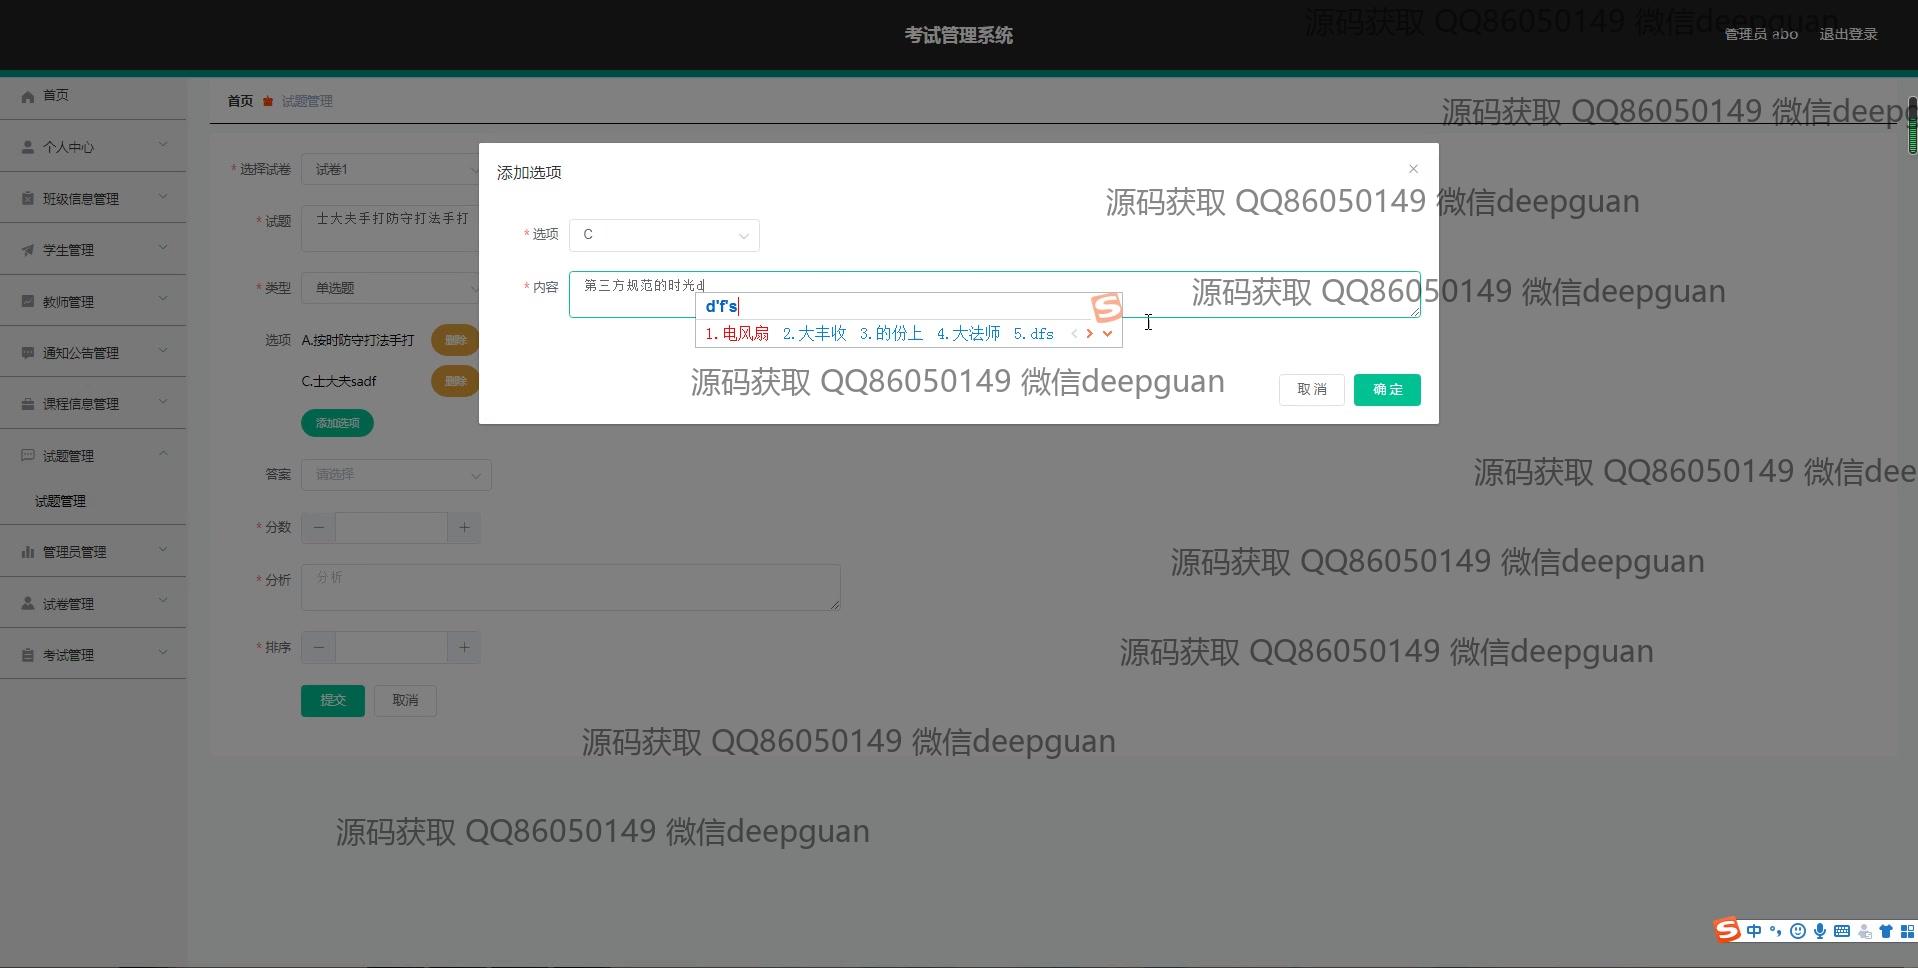 考试管理系统
源码获取 QQ86050149 微信deepguan
管理员 abo 退出登录
首页
个人中心
班级信息管理
学生管理
教师管理
通知公告管理
课程信息管理
试题管理
试题管理
管理员管理
试卷管理
考试管理
首页 试题管理
源码获取 QQ86050149 微信deepg
* 选择试卷 试卷1
* 试题 士大夫手打防守打法手打
* 类型 单选题
选项 A.按时防守打法手打 删除
C.士大夫sadf 删除
添加选项
答案 请选择
* 分数
* 分析 分析
* 排序
提交 取消
添加选项
源码获取 QQ86050149 微信deepguan
* 选项 C
* 内容 第三方规范的时光d
源码获取 QQ86050149 微信deepguan
d'f's
1.电风扇 2.大丰收 3.的份上 4.大法师 5.dfs
源码获取 QQ86050149 微信deepguan
取消 确定
源码获取 QQ86050149 微信dee
源码获取 QQ86050149 微信deepguan
源码获取 QQ86050149 微信deepguan
源码获取 QQ86050149 微信deepguan
源码获取 QQ86050149 微信deepguan
中